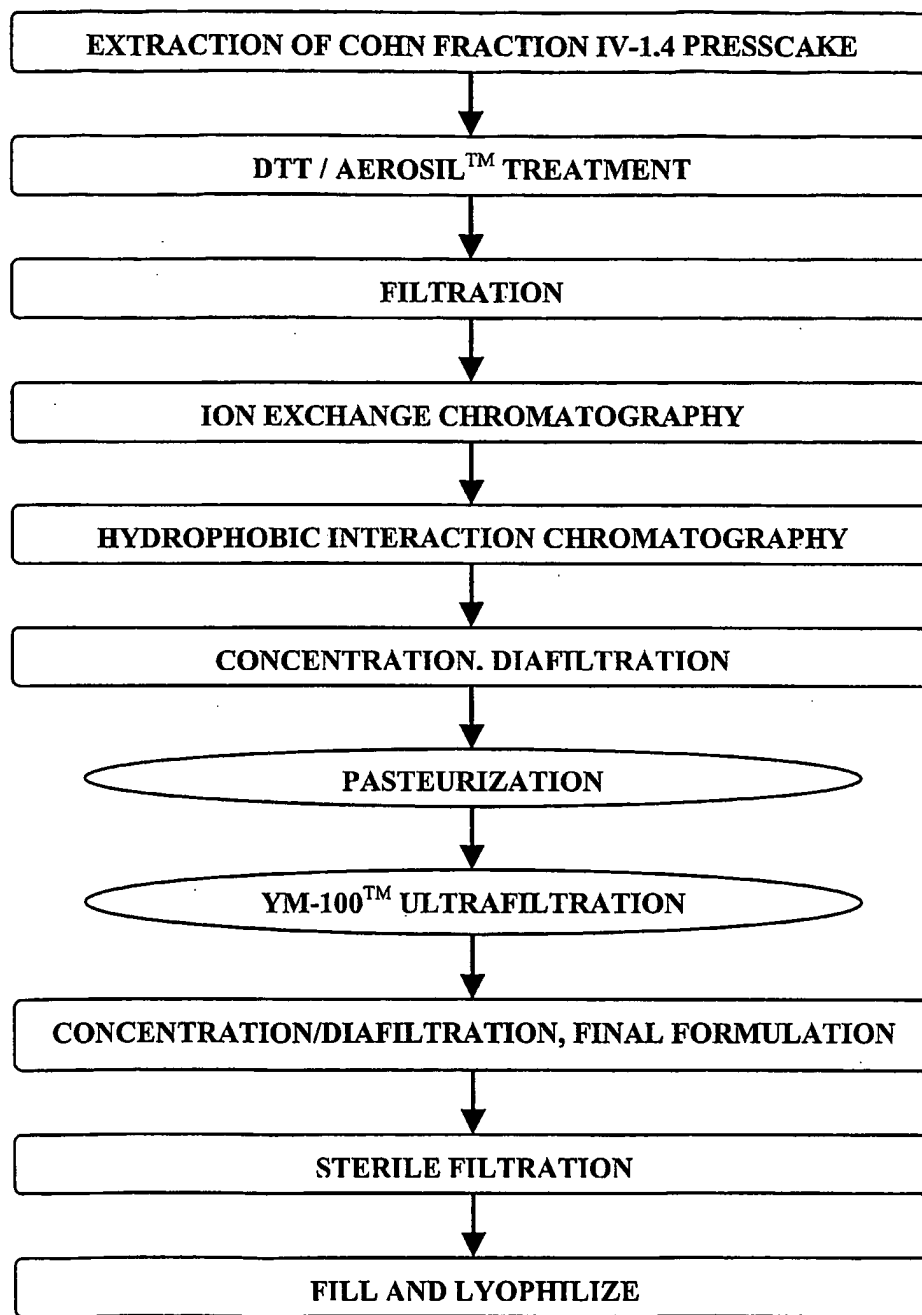 EXTRACTION OF COHN FRACTION IV-1.4 PRESSCAKE
DTT / AEROSIL™ TREATMENT
FILTRATION
ION EXCHANGE CHROMATOGRAPHY
HYDROPHOBIC INTERACTION CHROMATOGRAPHY
CONCENTRATION. DIAFILTRATION
PASTEURIZATION
YM-100™ ULTRAFILTRATION
CONCENTRATION/DIAFILTRATION, FINAL FORMULATION
STERILE FILTRATION
FILL AND LYOPHILIZE